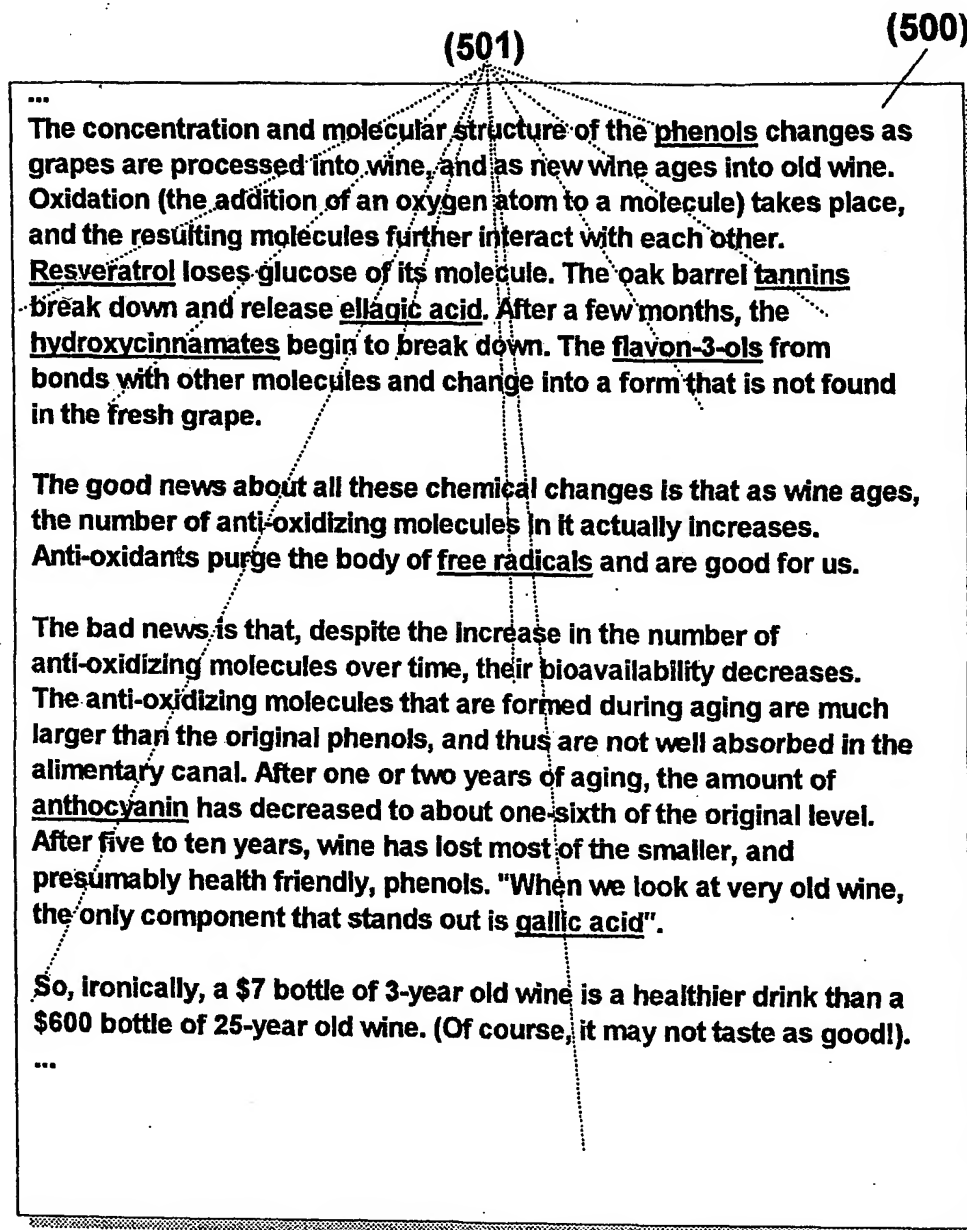 (500)
(501)
...
The concentration and molecular structure of the phenols changes as
grapes are processed into wine, and as new wine ages into old wine.
Oxidation (the addition of an oxygen atom to a molecule) takes place,
and the resulting molecules further interact with each other.
Resveratrol loses glucose of its molecule. The oak barrel tannins
break down and release ellagic acid. After a few months, the
hydroxycinnamates begin to break down. The flavon-3-ols from
bonds with other molecules and change into a form that is not found
in the fresh grape.
The good news about all these chemical changes is that as wine ages,
the number of anti-oxidizing molecules in it actually increases.
Anti-oxidants purge the body of free radicals and are good for us.
The bad news is that, despite the increase in the number of
anti-oxidizing molecules over time, their bioavailability decreases.
The anti-oxidizing molecules that are formed during aging are much
larger than the original phenols, and thus are not well absorbed in the
alimentary canal. After one or two years of aging, the amount of
anthocyanin has decreased to about one-sixth of the original level.
After five to ten years, wine has lost most of the smaller, and
presumably health friendly, phenols. "When we look at very old wine,
the only component that stands out is gallic acid".
So, ironically, a $7 bottle of 3-year old wine is a healthier drink than a
$600 bottle of 25-year old wine. (Of course, it may not taste as good!).
...